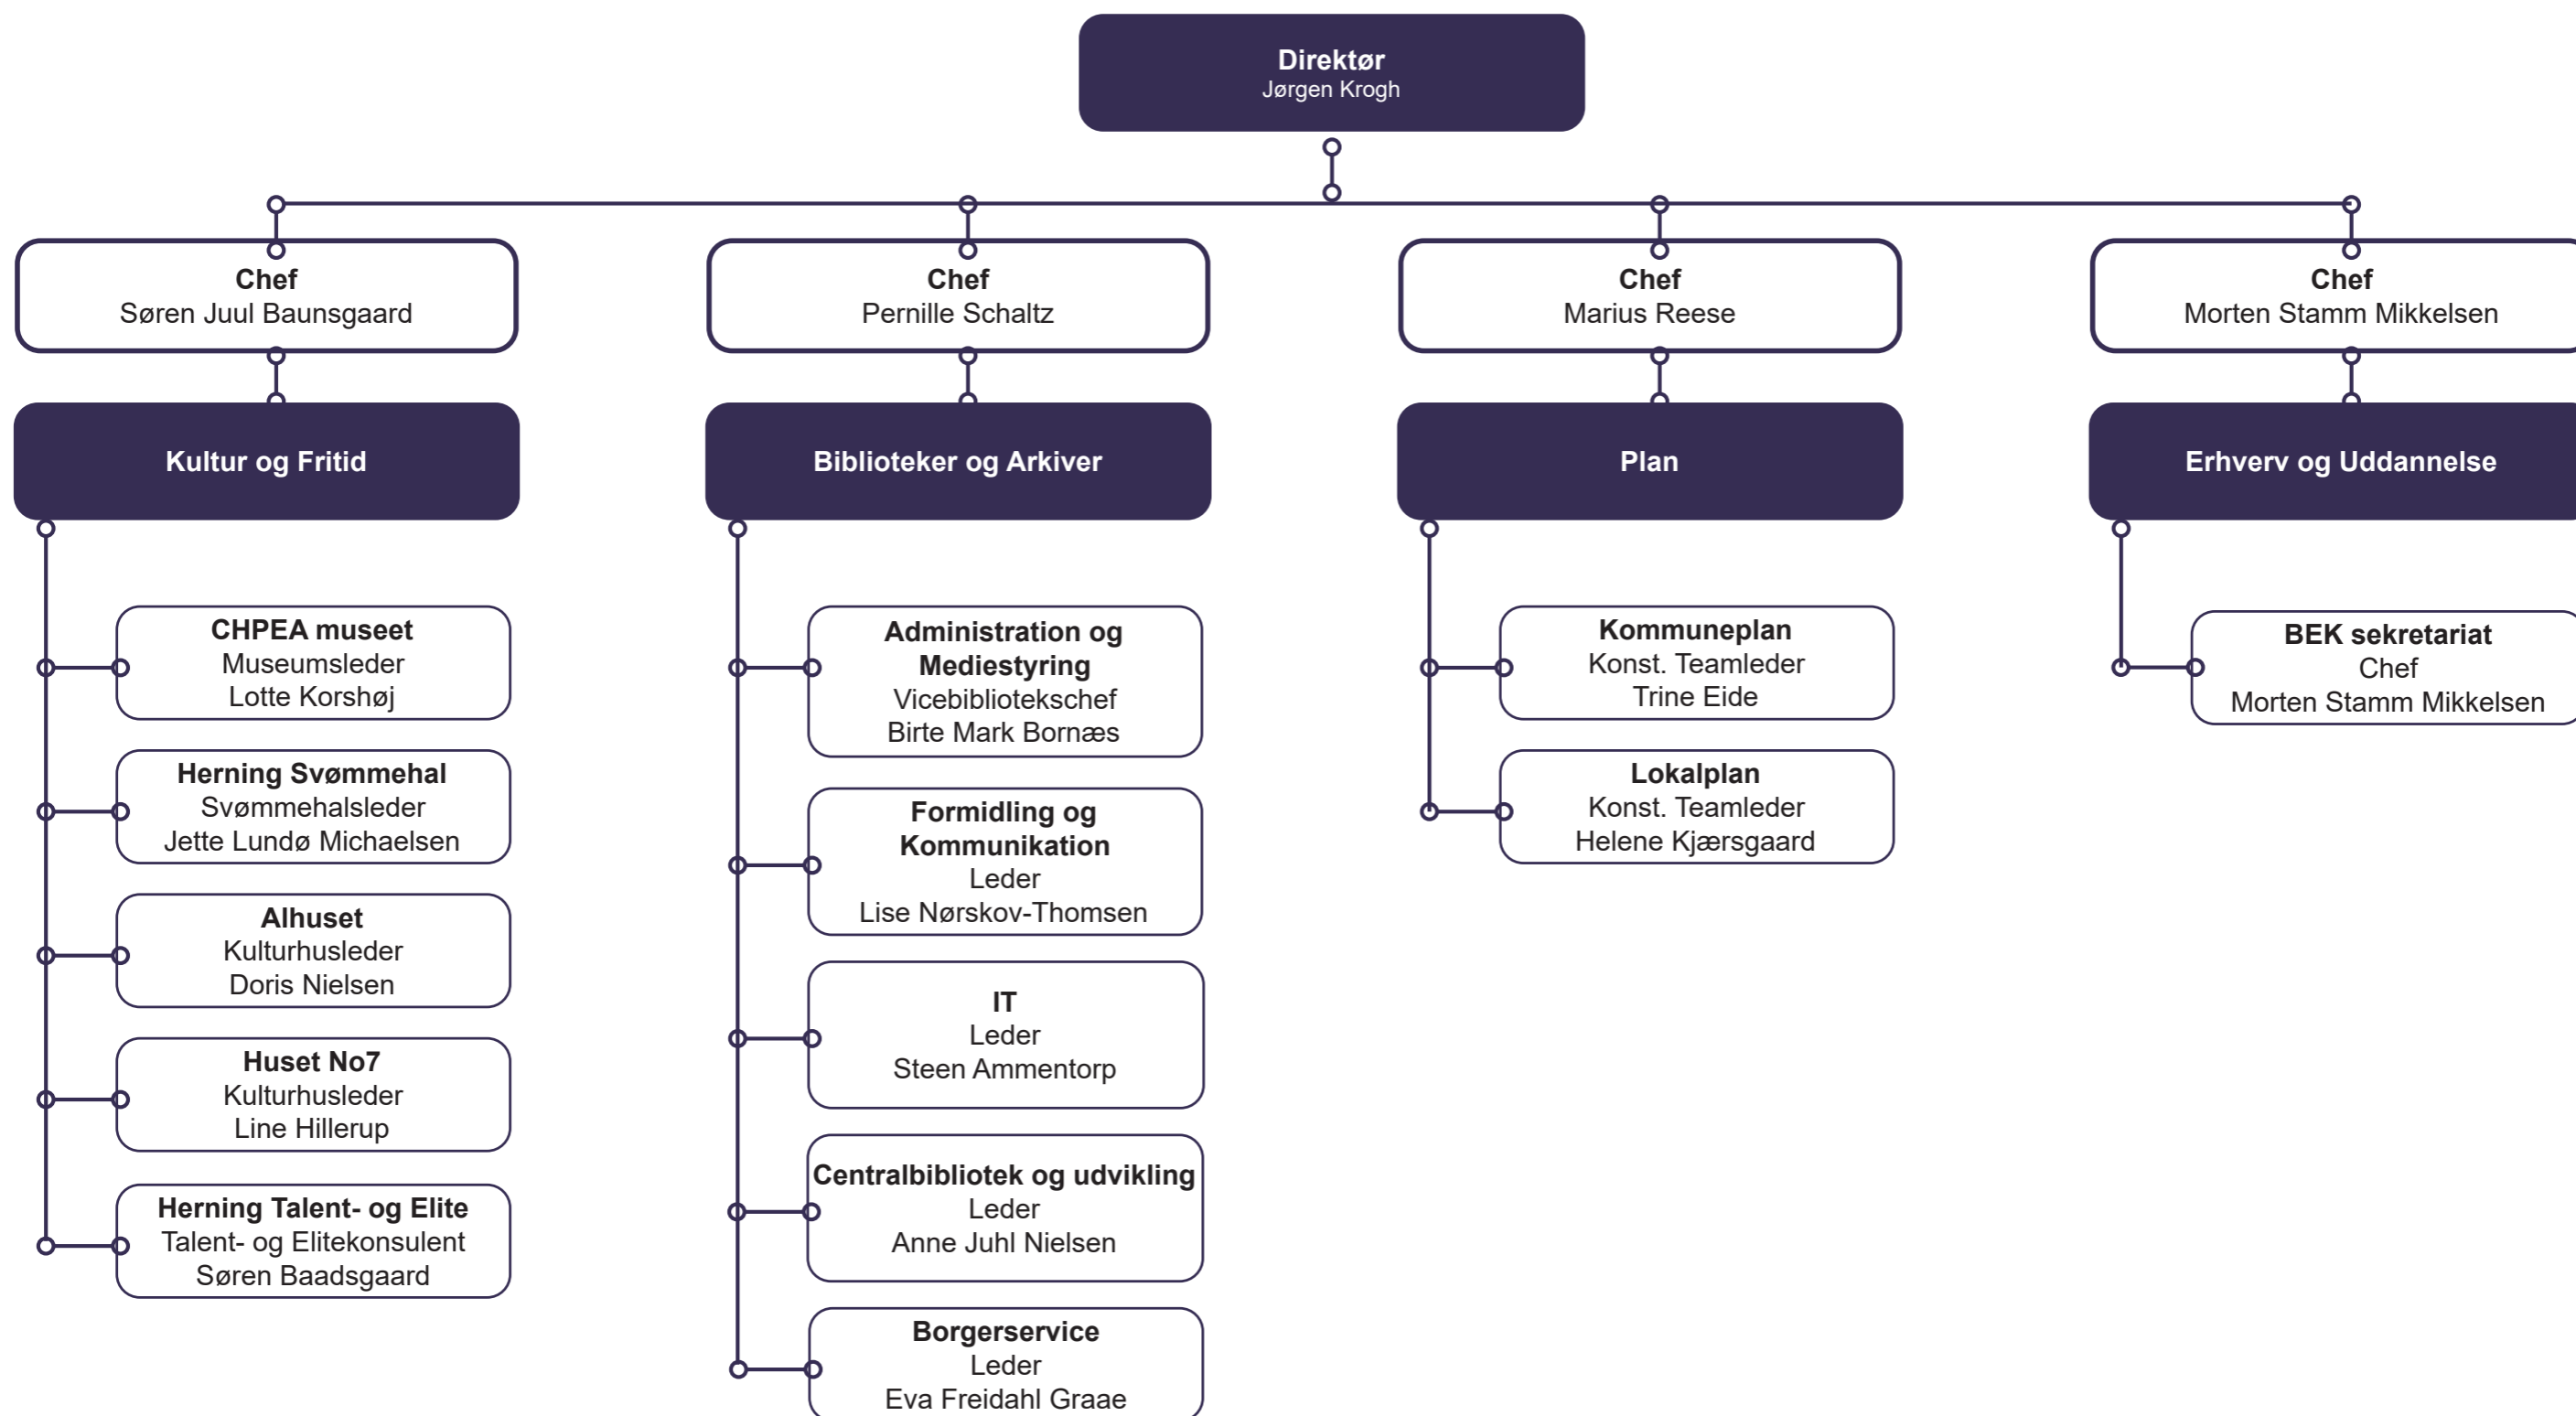 Direktør
Jørgen Krogh
Chef
Søren Juul Baunsgaard
Chef
Pernille Schaltz
Chef
Marius Reese
Chef
Morten Stamm Mikkelsen
Kultur og Fritid
Biblioteker og Arkiver
Plan
Erhverv og Uddannelse
CHPEA museet
Museumsleder
Lotte Korshøj
Herning Svømmehal
Svømmehalsleder
Jette Lundø Michaelsen
Alhuset
Kulturhusleder
Doris Nielsen
Huset No7
Kulturhusleder
Line Hillerup
Herning Talent- og Elite
Talent- og Elitekonsulent
Søren Baadsgaard
Administration og
Mediestyring
Vicebibliotekschef
Birte Mark Bornæs
Formidling og
Kommunikation
Leder
Lise Nørskov-Thomsen
IT
Leder
Steen Ammentorp
Centralbibliotek og udvikling
Leder
Anne Juhl Nielsen
Borgerservice
Leder
Eva Freidahl Graae
Kommuneplan
Konst. Teamleder
Trine Eide
Lokalplan
Konst. Teamleder
Helene Kjærsgaard
BEK sekretariat
Chef
Morten Stamm Mikkelsen